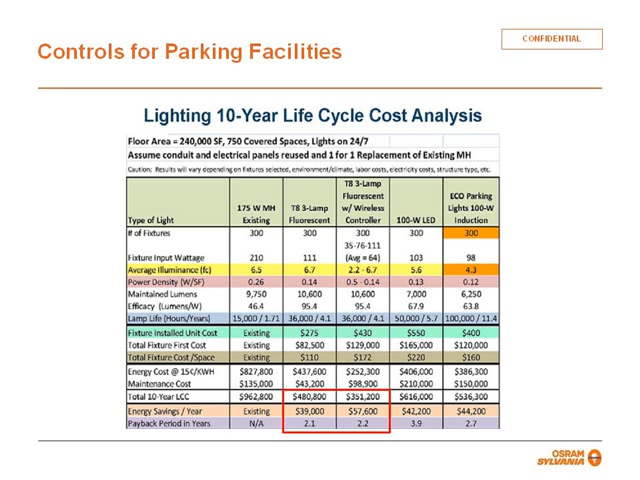 CONFIDENTIAL
Controls for Parking Facilities
Lighting 10-Year Life Cycle Cost Analysis
Floor Area = 240,000 SF, 750 Covered Spaces, Lights on 24/7
Assume conduit and electrical panels reused and 1 for 1 Replacement of Existing MH
Caution: Results will vary depending on fixtures selected, environment/climate, labor costs, electricity costs, structure type, etc.
Type of Light 175 W MH Existing T8 3-Lamp Fluorescent T8 3-Lamp Fluorescent w/ Wireless Controller 100-W LED ECO Parking Lights 100-W Induction
# of Fixtures 300 300 300 300 300
Fixture Input Wattage 210 111 35-76-111 (Avg = 64) 103 98
Average Illuminance (fc) 6.5 6.7 2.2 - 6.7 5.6 4.3
Power Density (W/SF) 0.26 0.14 0.5 - 0.14 0.13 0.12
Maintained Lumens 9,750 10,600 10,600 7,000 6,250
Efficacy (Lumens/W) 46.4 95.4 95.4 67.9 63.8
Lamp Life (Hours/Years) 15,000 / 1.71 36,000 / 4.1 36,000 / 4.1 50,000 / 5.7 100,000 / 11.4
Fixture Installed Unit Cost Existing $275 $430 $550 $400
Total Fixture First Cost Existing $82,500 $129,000 $165,000 $120,000
Total Fixture Cost /Space Existing $110 $172 $220 $160
Energy Cost @ 15¢/KWH $827,800 $437,600 $252,300 $406,000 $386,300
Maintenance Cost $135,000 $43,200 $98,900 $210,000 $150,000
Total 10-Year LCC $962,800 $480,800 $351,200 $616,000 $536,300
Energy Savings / Year Existing $39,000 $57,600 $42,200 $44,200
Payback Period in Years N/A 2.1 2.2 3.9 2.7
OSRAM
SYLVANIA